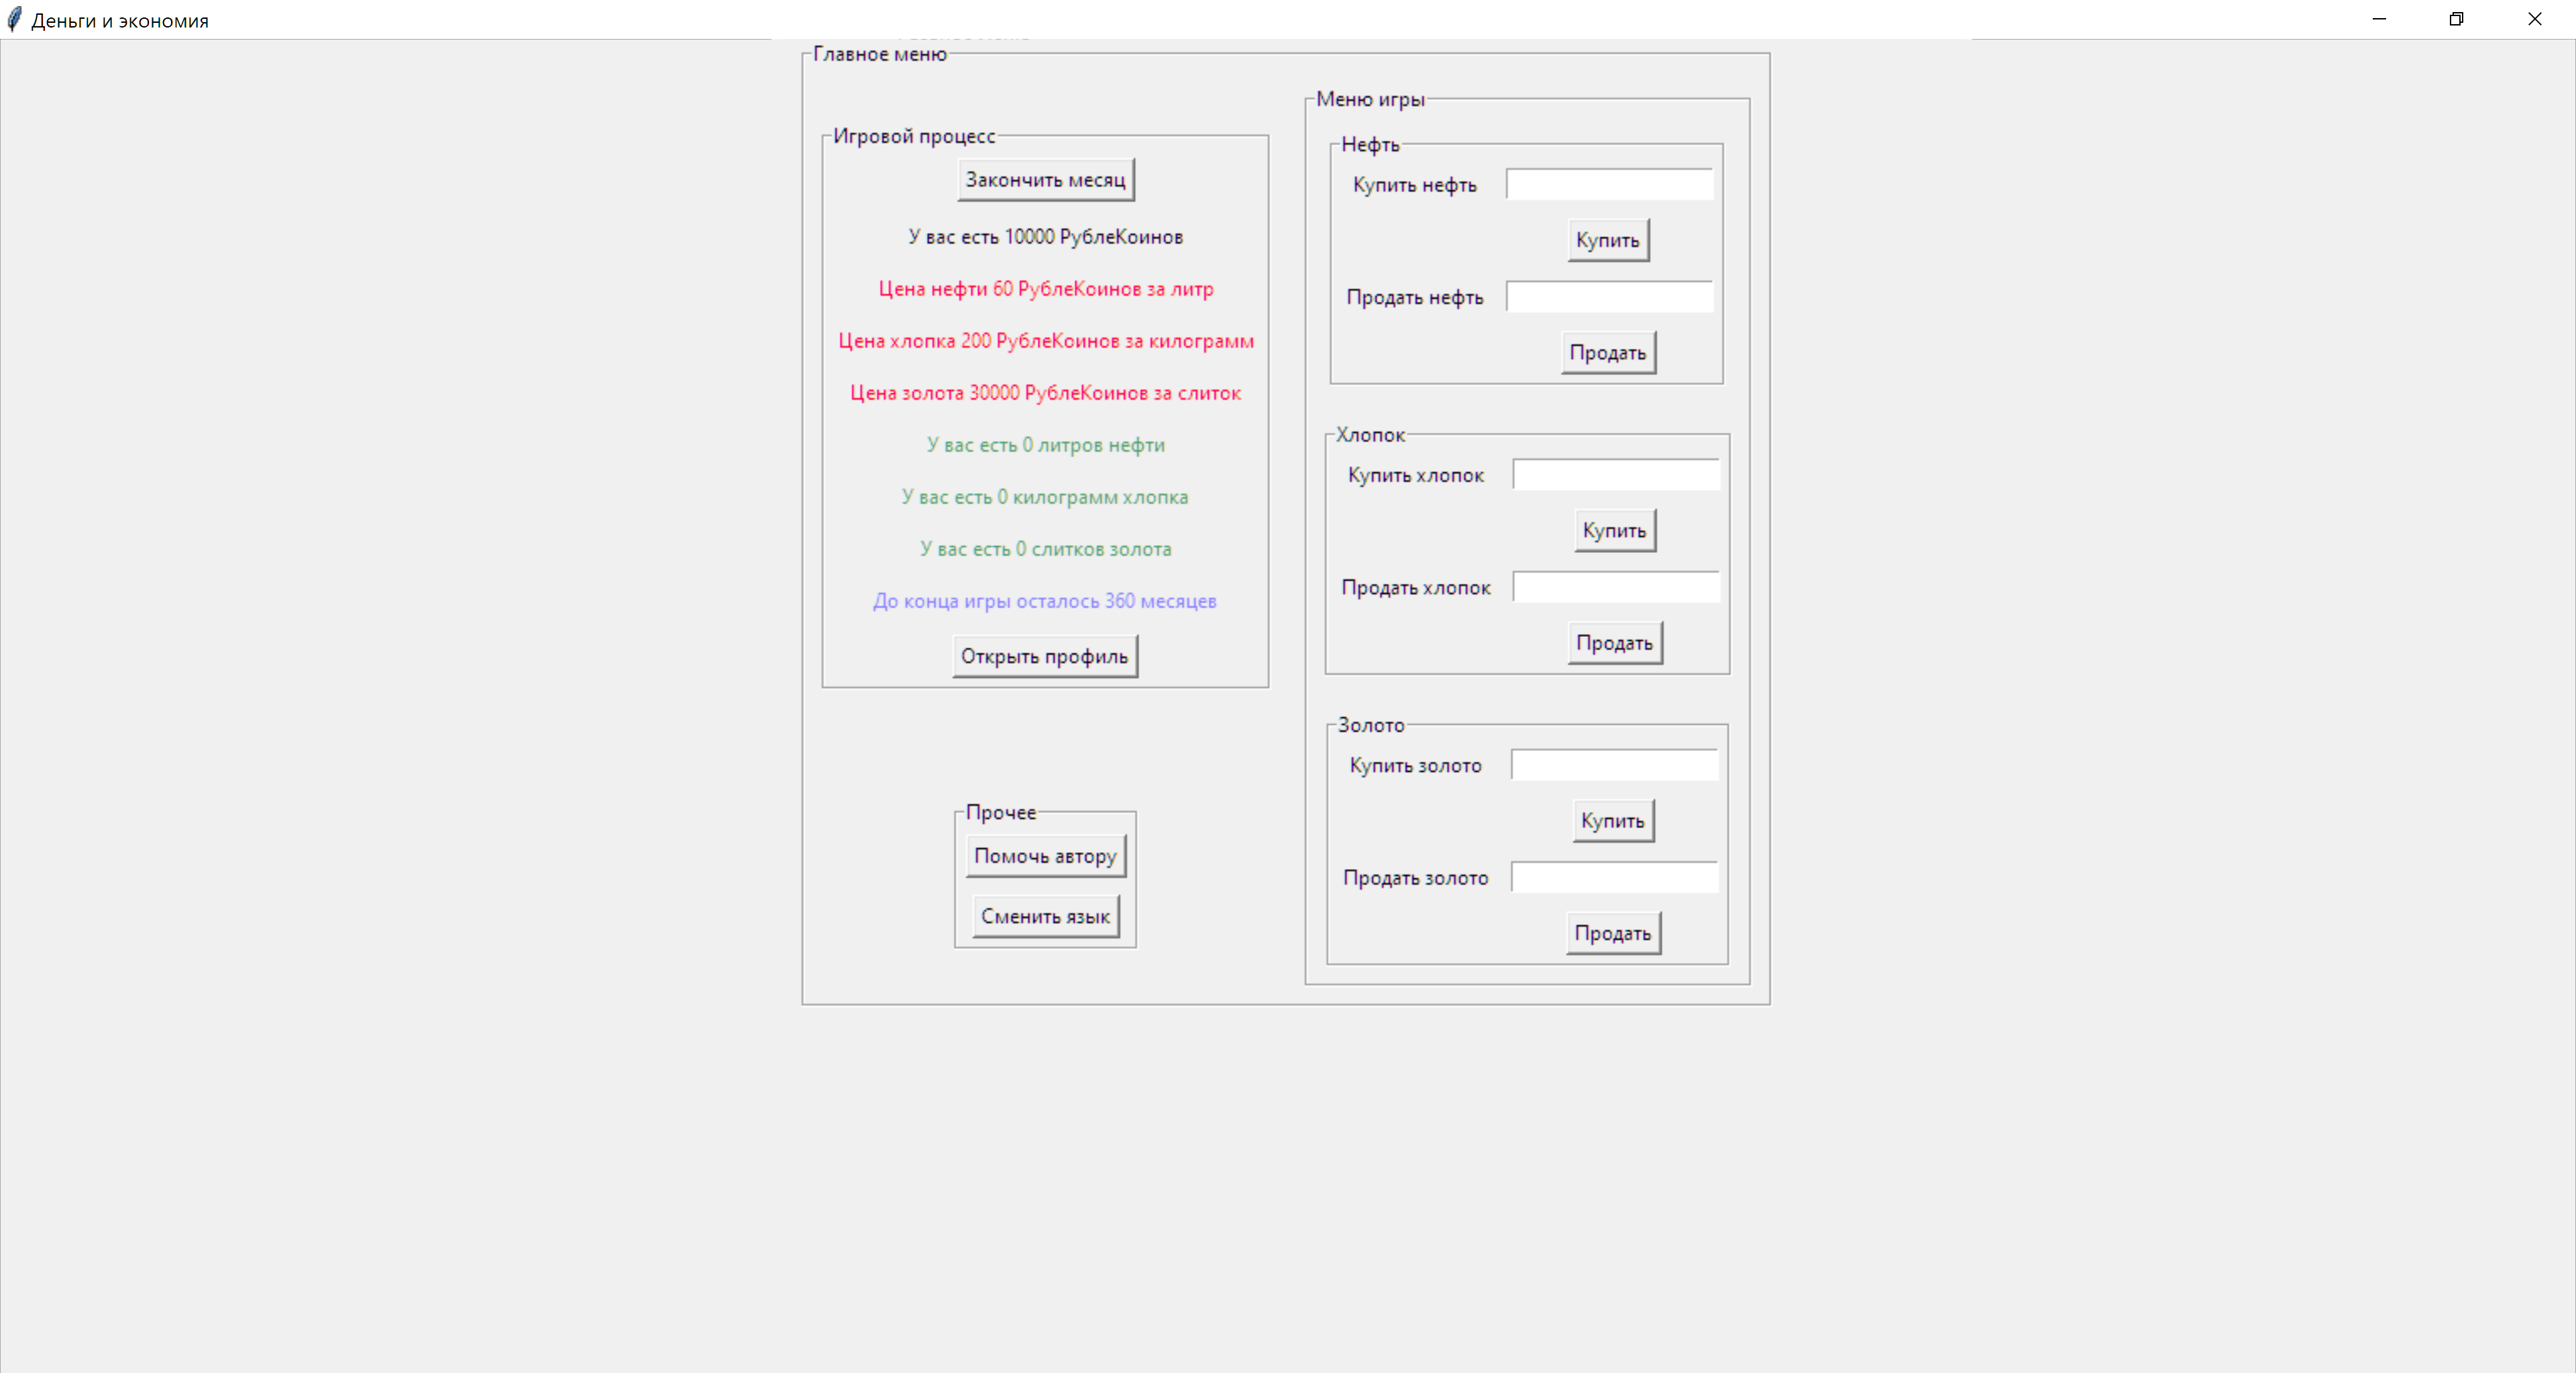 Деньги и экономия
Главное меню
Игровой процесс
Закончить месяц
У вас есть 10000 РублеКоинов
Цена нефти 60 РублеКоинов за литр
Цена хлопка 200 РублеКоинов за килограмм
Цена золота 30000 РублеКоинов за слиток
У вас есть 0 литров нефти
У вас есть 0 килограмм хлопка
У вас есть 0 слитков золота
До конца игры осталось 360 месяцев
Открыть профиль
Прочее
Помочь автору
Сменить язык
Меню игры
Нефть
Купить нефть
Купить
Продать нефть
Продать
Хлопок
Купить хлопок
Купить
Продать хлопок
Продать
Золото
Купить золото
Купить
Продать золото
Продать